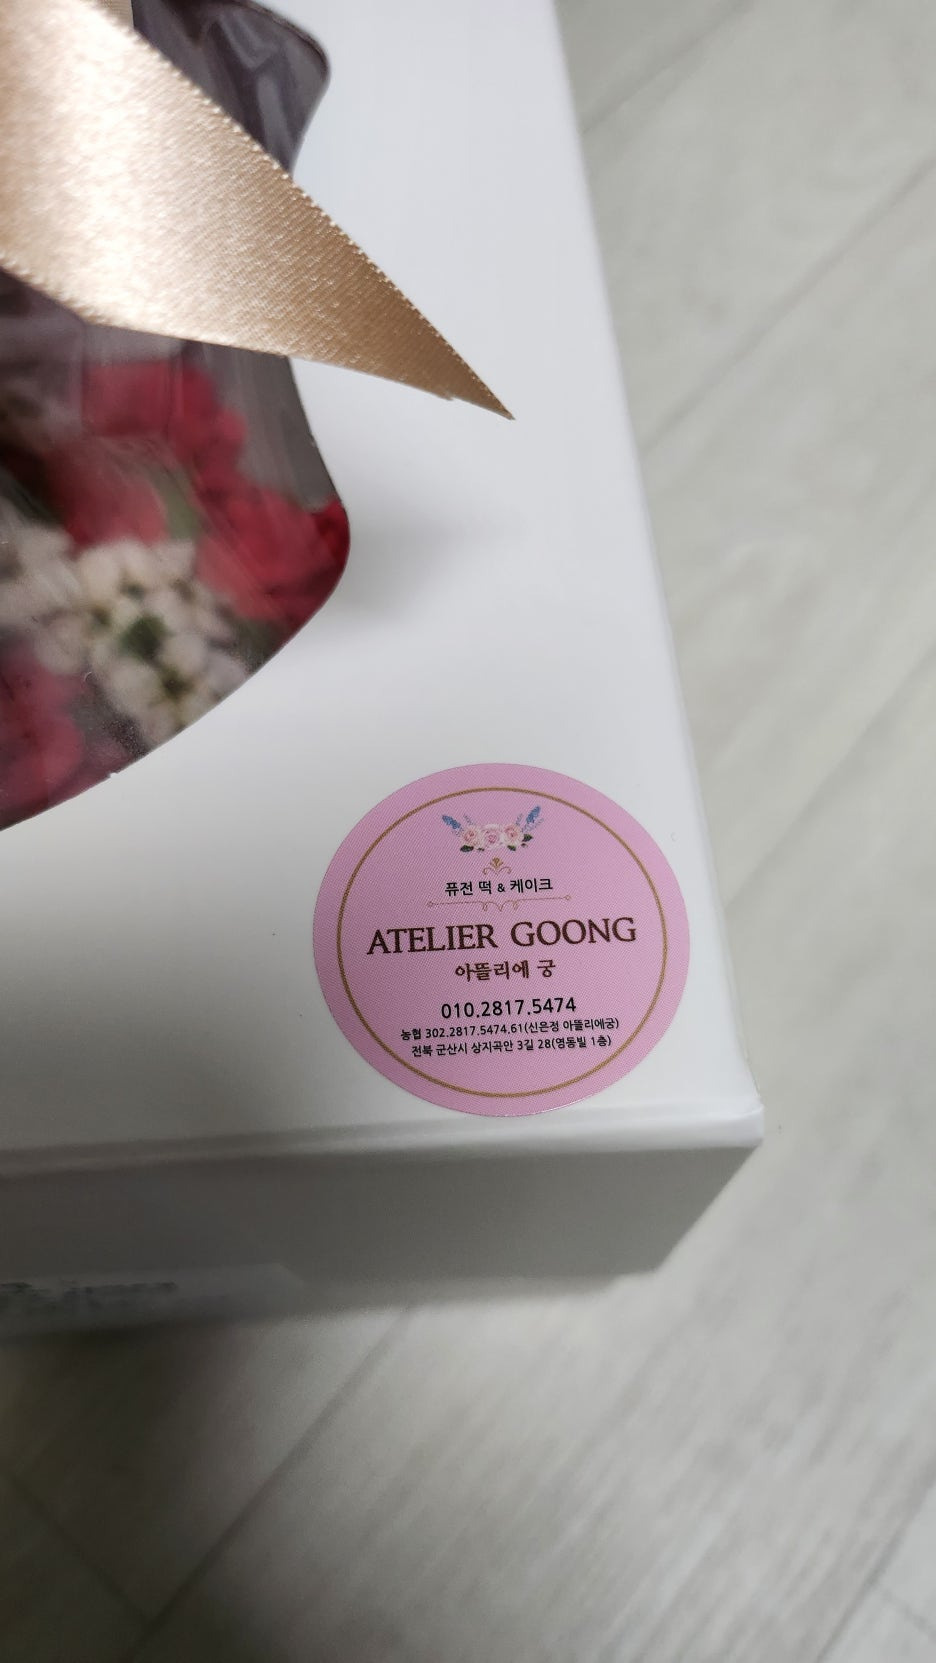 퓨전 떡 & 케이크
ATELIER GOONG
아뜰리에 궁
010.2817.5474
농협 302.2817.5474.61(신은정 아뜰리에궁)
전북 군산시 상지곡안 3길 28(영동빌 1층)